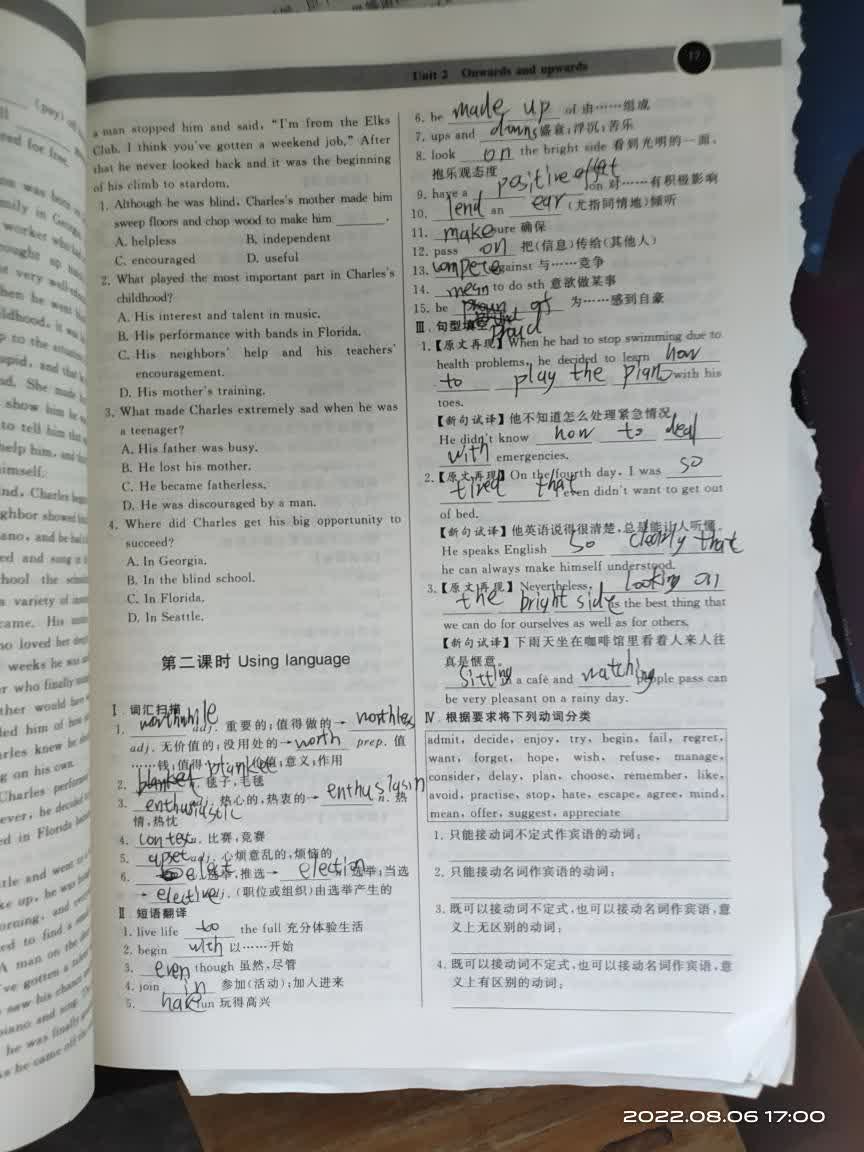 Unit 2 Onwards and upwards
17
(pay) of
ed for free.
a man stopped him and said, “I'm from the Elks
Club. I think you've gotten a weekend job.” After
that he never looked back and it was the beginning
of his climb to stardom.
1. Although he was blind, Charles's mother made him
sweep floors and chop wood to make him ______.
A. helpless B. independent
C. encouraged D. useful
2. What played the most important part in Charles's
childhood?
A. His interest and talent in music.
B. His performance with bands in Florida.
C. His neighbors' help and his teachers'
encouragement.
D. His mother's training.
3. What made Charles extremely sad when he was
a teenager?
A. His father was busy.
B. He lost his mother.
C. He became fatherless.
D. He was discouraged by a man.
4. Where did Charles get his big opportunity to
succeed?
A. In Georgia.
B. In the blind school.
C. In Florida.
D. In Seattle.
第二课时 Using language
Ⅰ. 词汇扫描
1. worthwhile adj. 重要的;值得做的→ worthless
adj. 无价值的,没用处的→ worth prep. 值
……钱;值得 价值,意义;作用
2. blanket n. 毯子,毛毯
3. enthusiastic adj. 热心的,热衷的→ enthusiasm n. 热
情,热忱
4. contest n. 比赛,竞赛
5. upset adj. 心烦意乱的,烦恼的
6. elect 选举,推选→ election n. 选举;当选
→ elective adj. (职位或组织)由选举产生的
Ⅱ. 短语翻译
1. live life to the full 充分体验生活
2. begin with 以……开始
3. even though 虽然,尽管
4. join in 参加(活动);加入进来
5. have fun 玩得高兴
6. be made up of 由……组成
7. ups and downs 盛衰;浮沉;苦乐
8. look on the bright side 看到光明的一面,
抱乐观态度
9. have a positive effect on 对……有积极影响
10. lend an ear (尤指同情地)倾听
11. make sure 确保
12. pass on 把(信息)传给(其他人)
13. compete against 与……竞争
14. mean to do sth 意欲做某事
15. be proud of 为……感到自豪
Ⅲ. 句型填空
1.【原文再现】When he had to stop swimming due to
health problems, he decided to learn how
to play the piano with his
toes.
【新句试译】他不知道怎么处理紧急情况。
He didn't know how to deal
with emergencies.
2.【原文再现】On the fourth day, I was so
tired that I even didn't want to get out
of bed.
【新句试译】他英语说得很清楚,总是能让人听懂。
He speaks English so clearly that
he can always make himself understood.
3.【原文再现】Nevertheless, looking on
the bright side is the best thing that
we can do for ourselves as well as for others.
【新句试译】下雨天坐在咖啡馆里看着人来人往
真是惬意。
Sitting in a café and watching people pass can
be very pleasant on a rainy day.
Ⅳ. 根据要求将下列动词分类
admit, decide, enjoy, try, begin, fail, regret,
want, forget, hope, wish, refuse, manage,
consider, delay, plan, choose, remember, like,
avoid, practise, stop, hate, escape, agree, mind,
mean, offer, suggest, appreciate
1. 只能接动词不定式作宾语的动词:
2. 只能接动名词作宾语的动词:
3. 既可以接动词不定式,也可以接动名词作宾语,意
义上无区别的动词:
4. 既可以接动词不定式,也可以接动名词作宾语,意
义上有区别的动词:
2022.08.06 17:00